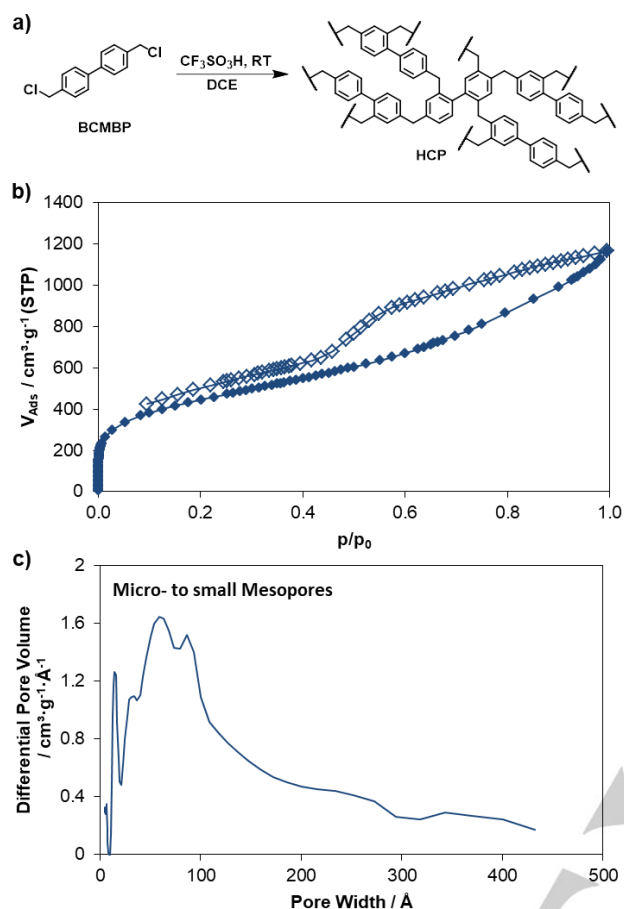 a)
Cl
Cl
BCMBP
CF₃SO₃H, RT
DCE
HCP
b)
V_Ads / cm³·g⁻¹ (STP)
1400
1200
1000
800
600
400
200
0
0.0 0.2 0.4 0.6 0.8 1.0
p/p₀
c)
Micro- to small Mesopores
Differential Pore Volume
/ cm³·g⁻¹·Å⁻¹
2
1.6
1.2
0.8
0.4
0
0 100 200 300 400 500
Pore Width / Å